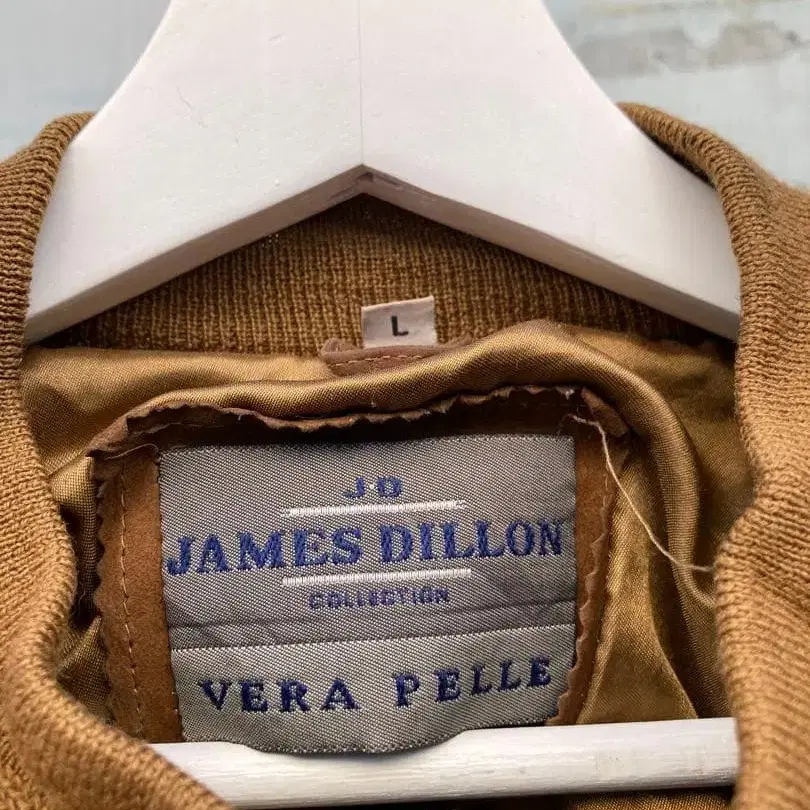 L
J·D
JAMES DILLON
COLLECTION
VERA PELLE